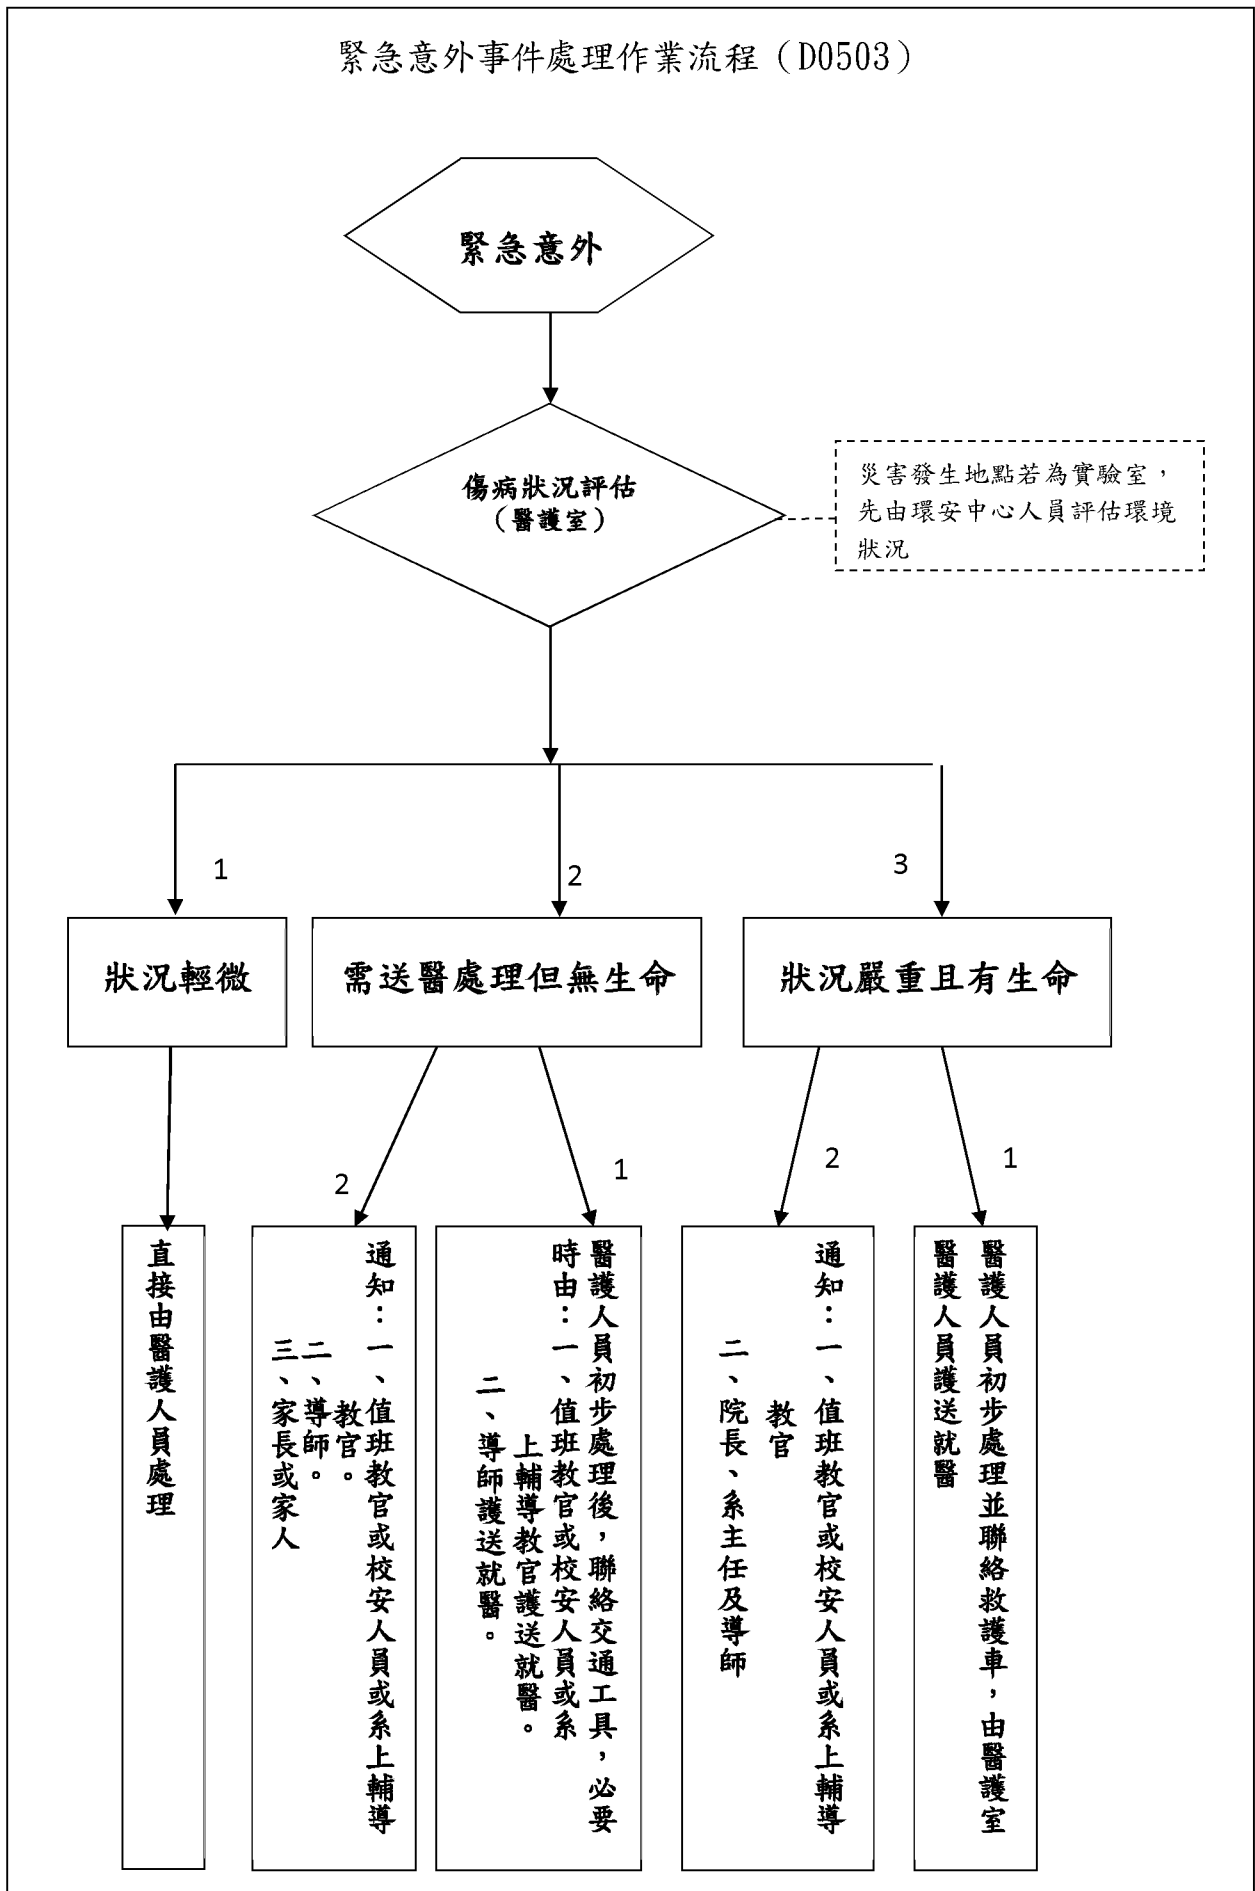 緊急意外事件處理作業流程（D0503）
緊急意外
傷病狀況評估
（醫護室）
災害發生地點若為實驗室，
先由環安中心人員評估環境
狀況
1
2
3
狀況輕微
需送醫處理但無生命
狀況嚴重且有生命
2
1
2
1
直接由醫護人員處理
通知：一、值班教官或校安人員或系上輔導
教官。
二、導師。
三、家長或家人
醫護人員初步處理後，聯絡交通工具，必要
時由：一、值班教官或校安人員或系
上輔導教官護送就醫。
二、導師護送就醫。
通知：一、值班教官或校安人員或系上輔導
教官
二、院長、系主任及導師
醫護人員初步處理並聯絡救護車，由醫護室
醫護人員護送就醫